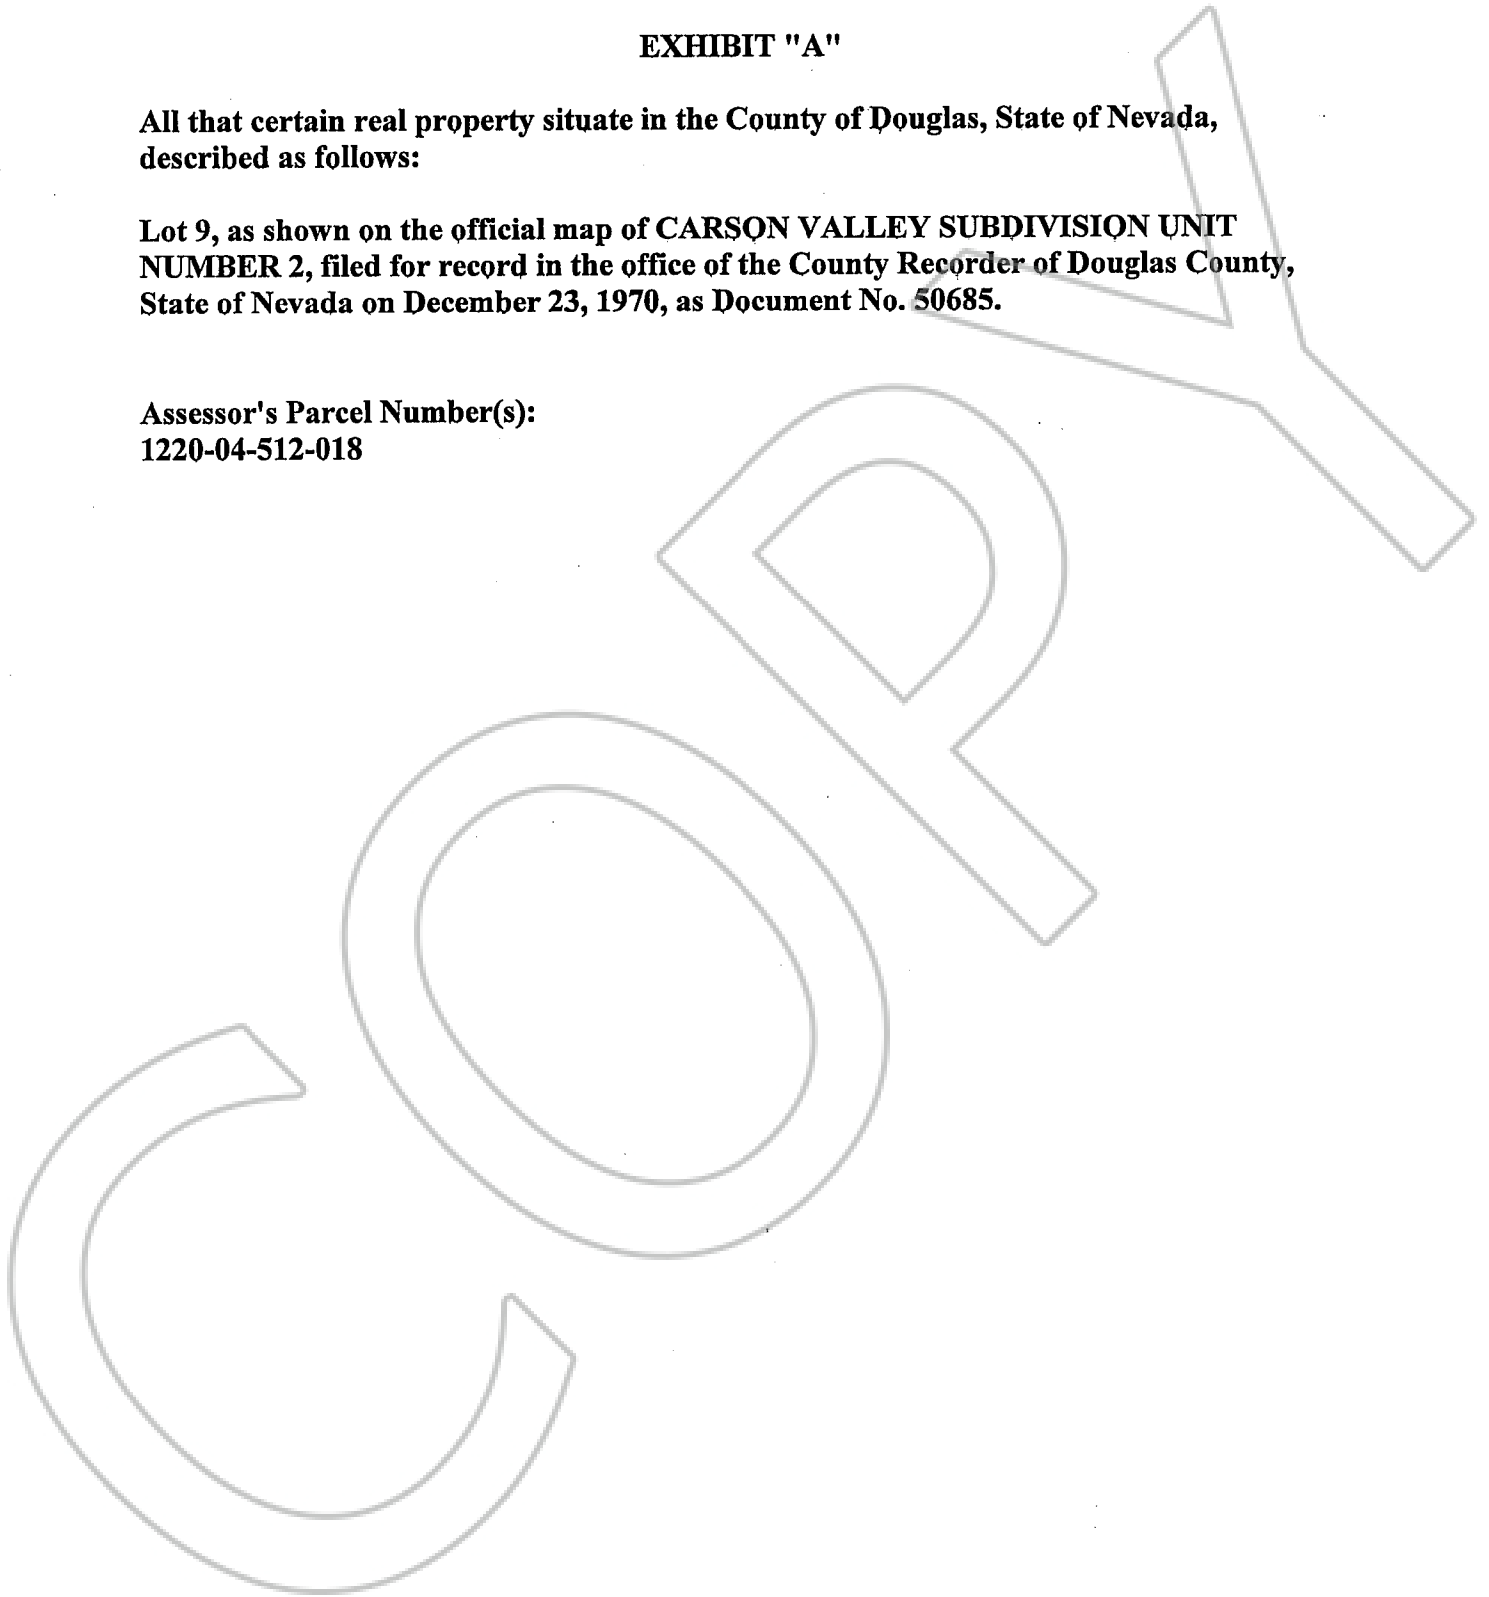 EXHIBIT "A"
All that certain real property situate in the County of Douglas, State of Nevada,
described as follows:
Lot 9, as shown on the official map of CARSON VALLEY SUBDIVISION UNIT
NUMBER 2, filed for record in the office of the County Recorder of Douglas County,
State of Nevada on December 23, 1970, as Document No. 50685.
Assessor's Parcel Number(s):
1220-04-512-018
COPY